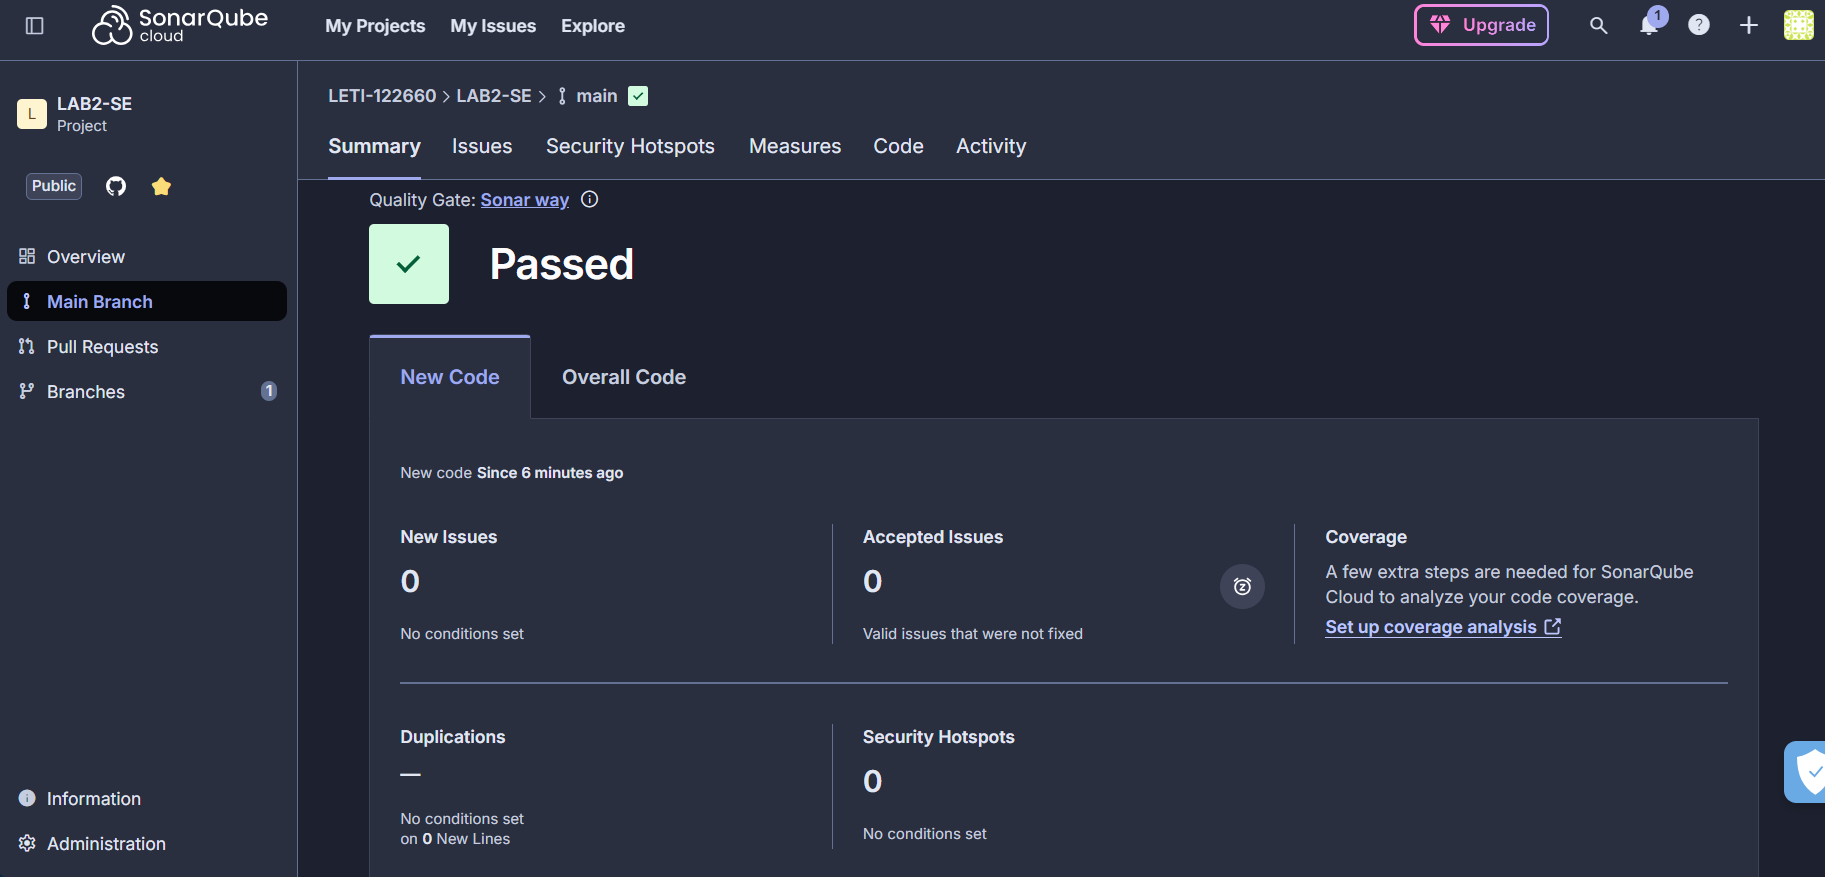 SonarQube
cloud
My Projects
My Issues
Explore
Upgrade
1
?
L
LAB2-SE
Project
Public
Overview
Main Branch
Pull Requests
Branches
1
Information
Administration
LETI-122660 > LAB2-SE > main
Summary
Issues
Security Hotspots
Measures
Code
Activity
Quality Gate: Sonar way
Passed
New Code
Overall Code
New code Since 6 minutes ago
New Issues
0
No conditions set
Accepted Issues
0
Valid issues that were not fixed
Coverage
A few extra steps are needed for SonarQube
Cloud to analyze your code coverage.
Set up coverage analysis
Duplications
—
No conditions set
on 0 New Lines
Security Hotspots
0
No conditions set